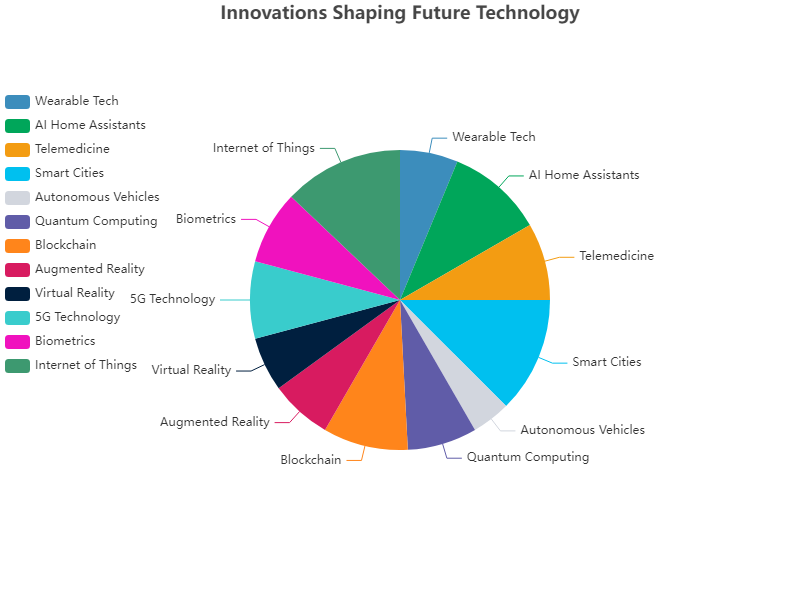 Innovations Shaping Future Technology
Wearable Tech
AI Home Assistants
Telemedicine
Smart Cities
Autonomous Vehicles
Quantum Computing
Blockchain
Augmented Reality
Virtual Reality
5G Technology
Biometrics
Internet of Things
Wearable Tech
AI Home Assistants
Telemedicine
Smart Cities
Autonomous Vehicles
Quantum Computing
Blockchain
Augmented Reality
Virtual Reality
5G Technology
Biometrics
Internet of Things